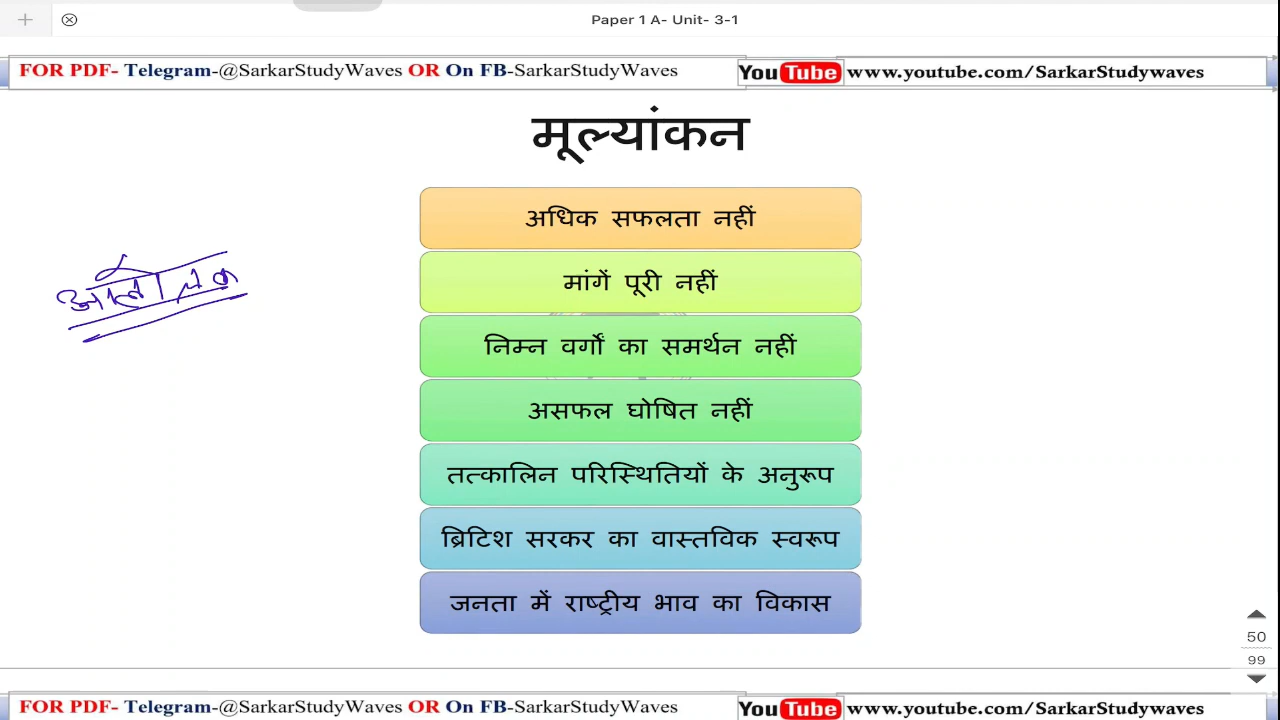 Paper 1 A- Unit- 3-1
FOR PDF- Telegram-@SarkarStudyWaves OR On FB-SarkarStudyWaves
YouTube www.youtube.com/SarkarStudywaves
मूल्यांकन
अधिक सफलता नहीं
मांगें पूरी नहीं
निम्न वर्गों का समर्थन नहीं
असफल घोषित नहीं
तत्कालिन परिस्थितियों के अनुरूप
ब्रिटिश सरकर का वास्तविक स्वरूप
जनता में राष्ट्रीय भाव का विकास
50
99
FOR PDF- Telegram-@SarkarStudyWaves OR On FB-SarkarStudyWaves
YouTube www.youtube.com/SarkarStudywaves